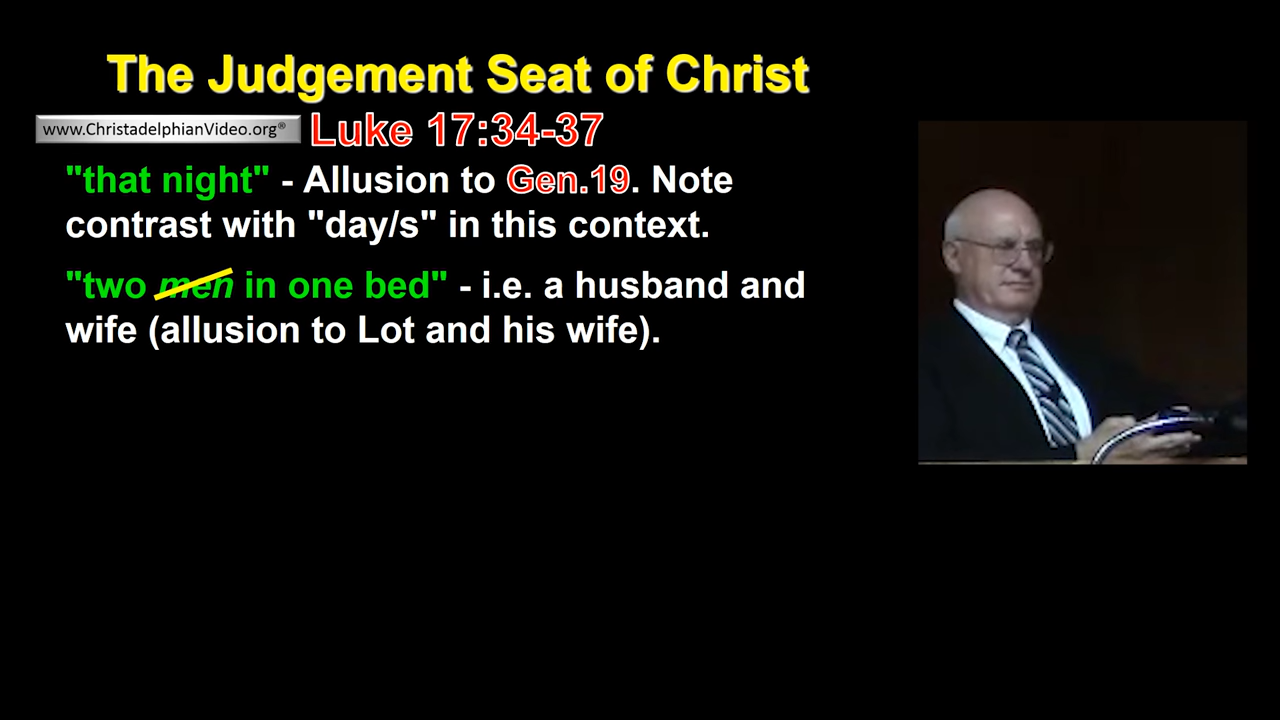 The Judgement Seat of Christ
www.ChristadelphianVideo.org®
Luke 17:34-37
"that night" - Allusion to Gen.19. Note
contrast with "day/s" in this context.
"two men in one bed" - i.e. a husband and
wife (allusion to Lot and his wife).